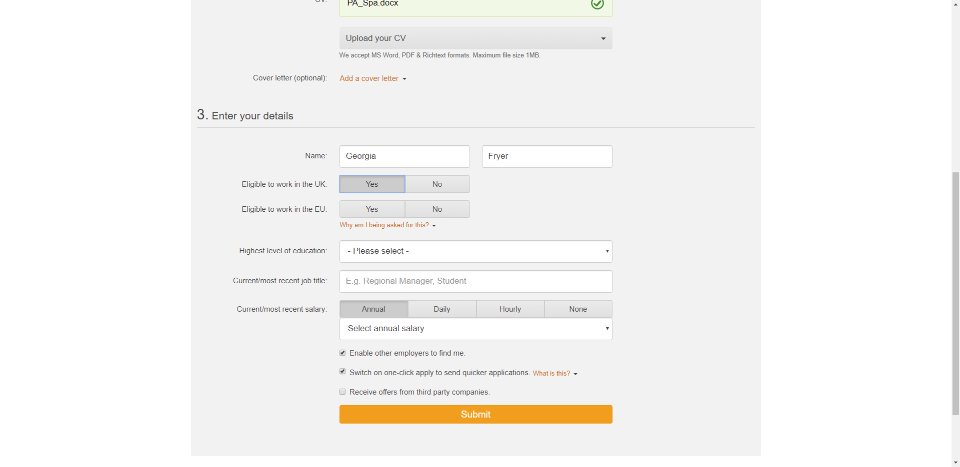 CV:
PA_Spa.docx
Upload your CV
We accept MS Word, PDF & Richtext formats. Maximum file size 1MB.
Cover letter (optional): Add a cover letter
3. Enter your details
Name: Georgia Fryer
Eligible to work in the UK: Yes No
Eligible to work in the EU: Yes No
Why am I being asked for this?
Highest level of education: - Please select -
Current/most recent job title: E.g. Regional Manager, Student
Current/most recent salary: Annual Daily Hourly None
Select annual salary
Enable other employers to find me.
Switch on one-click apply to send quicker applications. What is this?
Receive offers from third party companies.
Submit